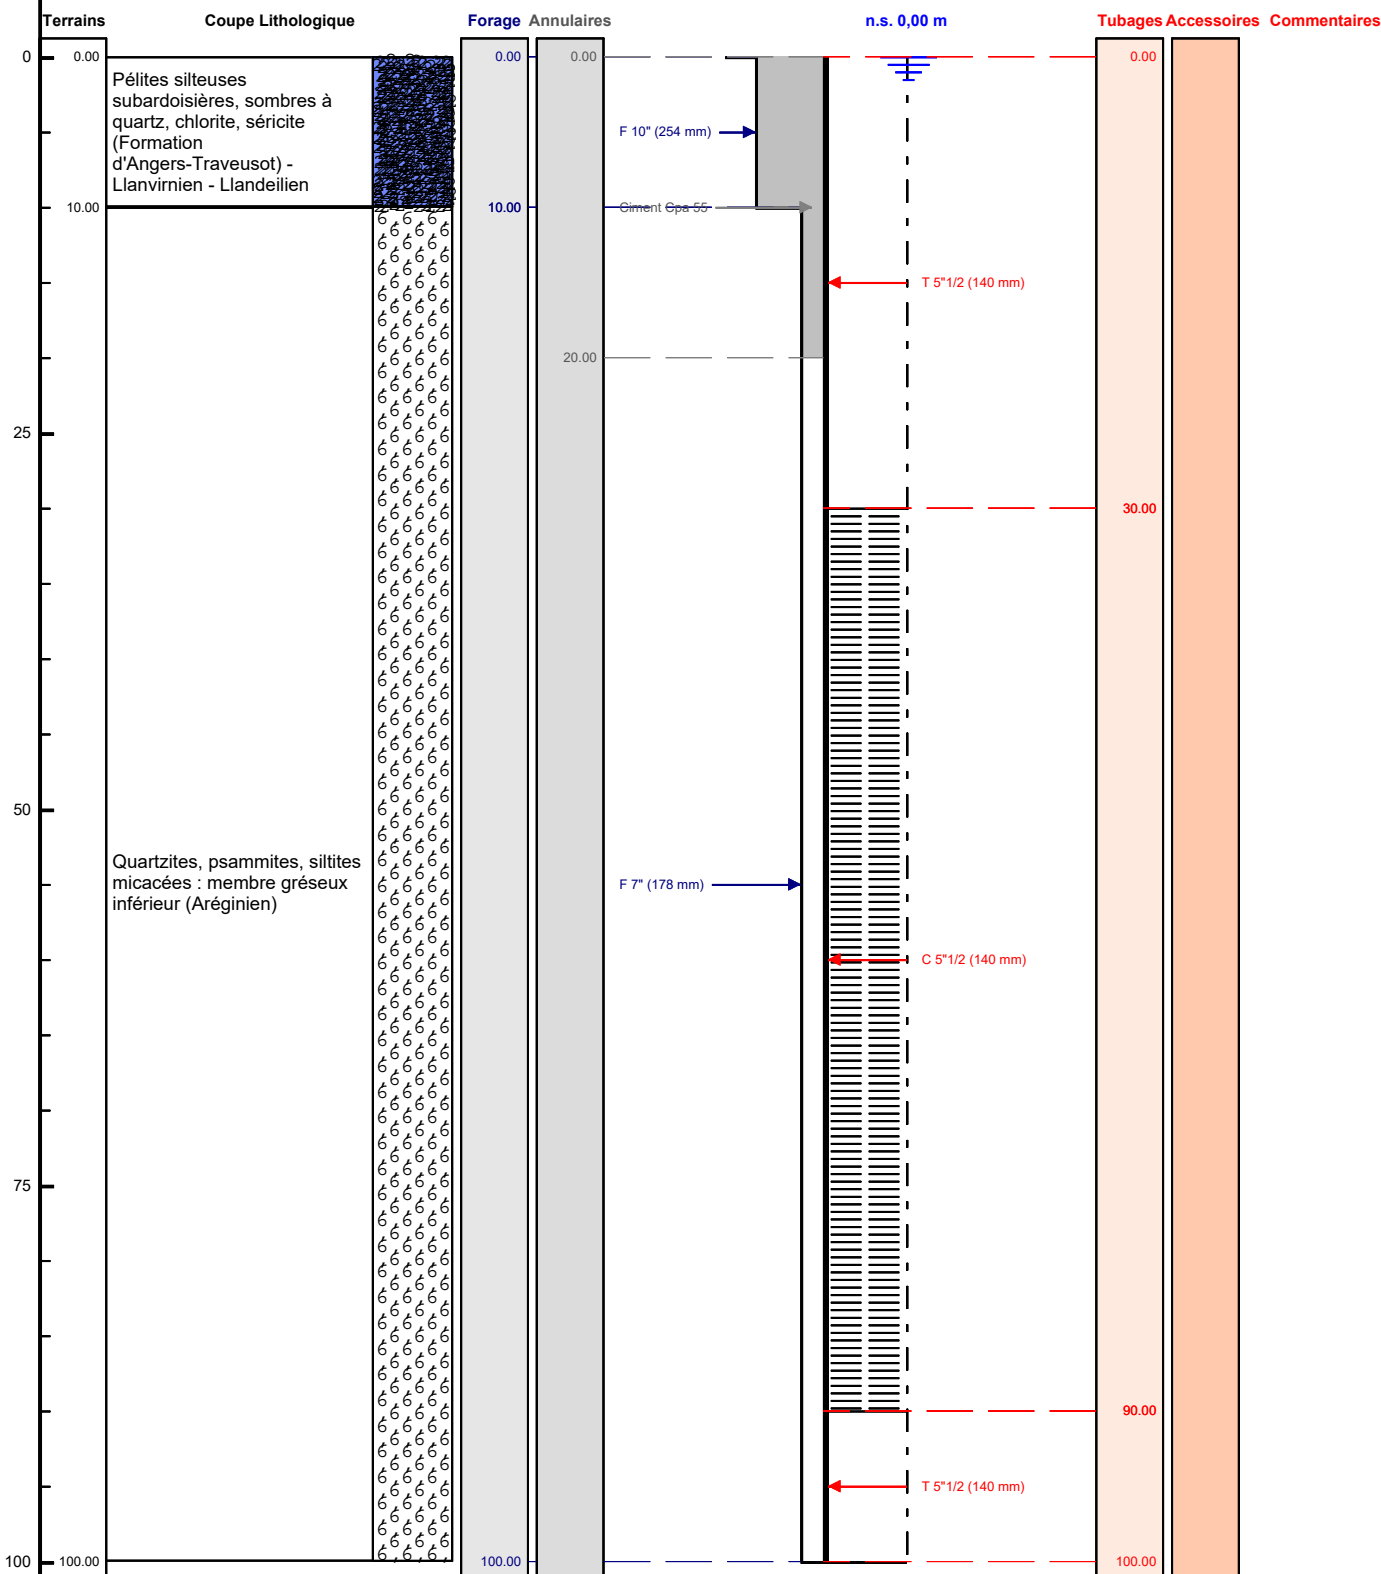 Terrains Coupe Lithologique Forage Annulaires n.s. 0,00 m Tubages Accessoires Commentaires
0 0.00 0.00 0.00 0.00
Pélites silteuses
subardoisières, sombres à
quartz, chlorite, séricite
(Formation
d'Angers-Traveusot) -
Llanvirnien - Llandeilien
F 10" (254 mm)
10.00 10.00 Ciment Cpa 55
T 5"1/2 (140 mm)
20.00
25
30.00
50
Quartzites, psammites, siltites
micacées : membre gréseux
inférieur (Aréginien)
F 7" (178 mm)
C 5"1/2 (140 mm)
75
90.00
T 5"1/2 (140 mm)
100 100.00 100.00 100.00